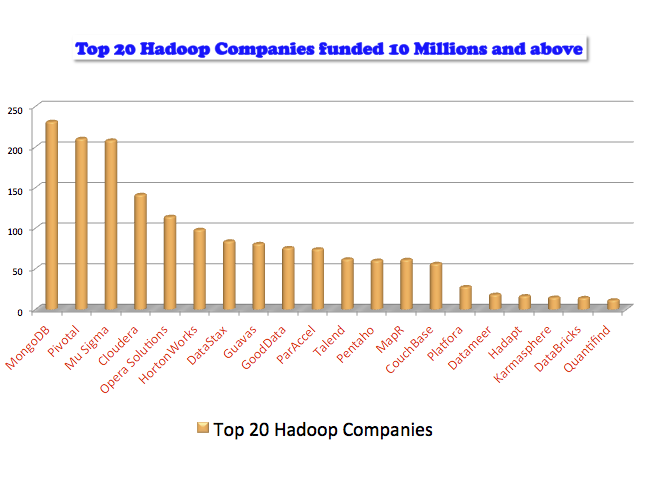 Top 20 Hadoop Companies funded 10 Millions and above
250
200
150
100
50
0
MongoDB
Pivotal
Mu Sigma
Cloudera
Opera Solutions
HortonWorks
DataStax
Guavas
GoodData
ParAccel
Talend
Pentaho
MapR
CouchBase
Platfora
Datameer
Hadapt
Karmasphere
DataBricks
Quantifind
Top 20 Hadoop Companies